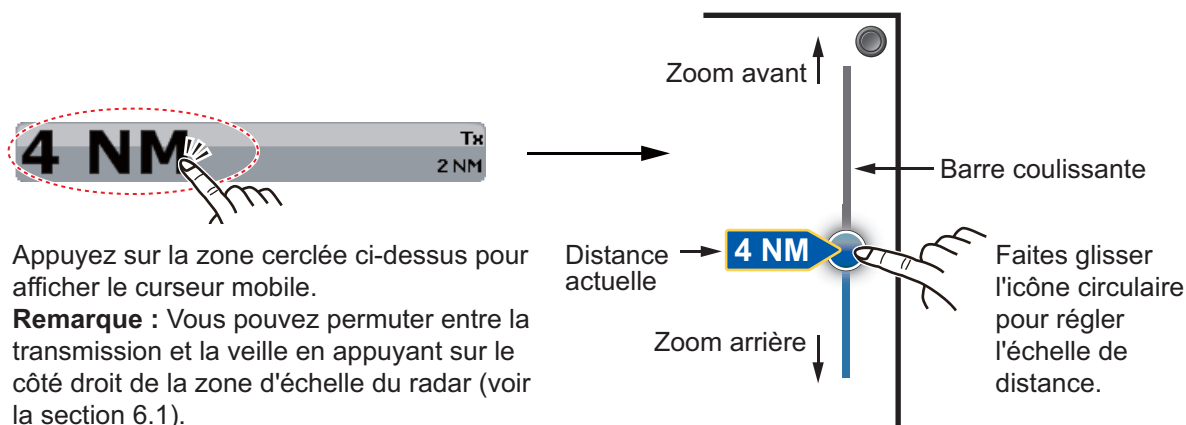 4 NM
Tx
2 NM
Appuyez sur la zone cerclée ci-dessus pour
afficher le curseur mobile.
Remarque : Vous pouvez permuter entre la
transmission et la veille en appuyant sur le
côté droit de la zone d'échelle du radar (voir
la section 6.1).
Zoom avant
Barre coulissante
Distance
actuelle
4 NM
Zoom arrière
Faites glisser
l'icône circulaire
pour régler
l'échelle de
distance.